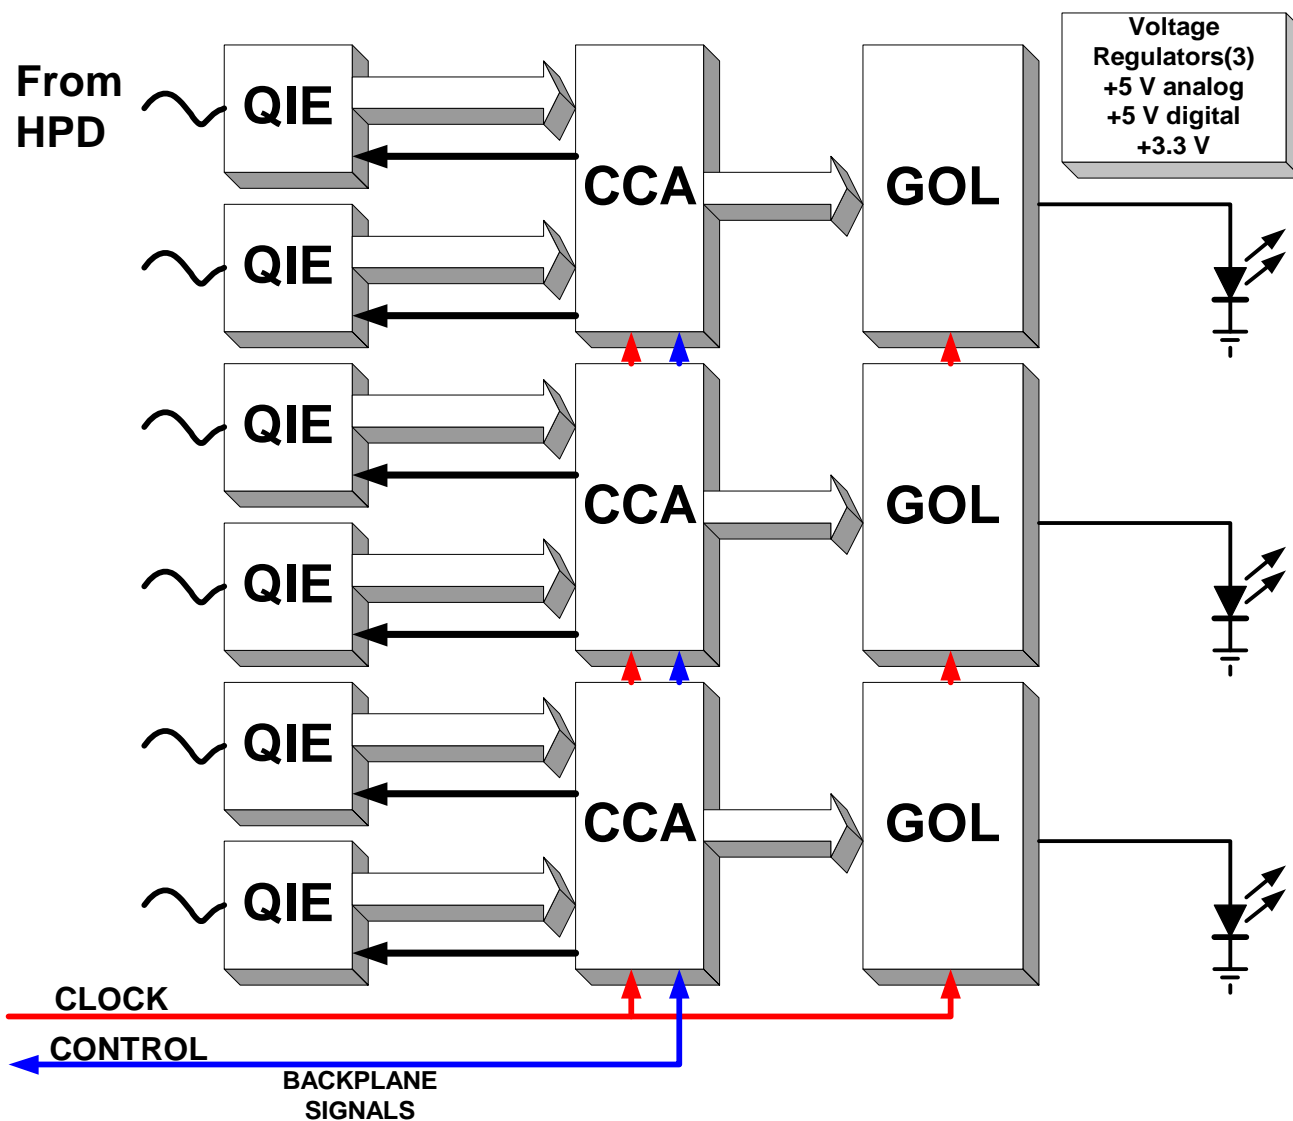 From
HPD
QIE
CCA
GOL
Voltage
Regulators(3)
+5 V analog
+5 V digital
+3.3 V
QIE
QIE
CCA
GOL
QIE
QIE
CCA
GOL
QIE
CLOCK
CONTROL
BACKPLANE
SIGNALS